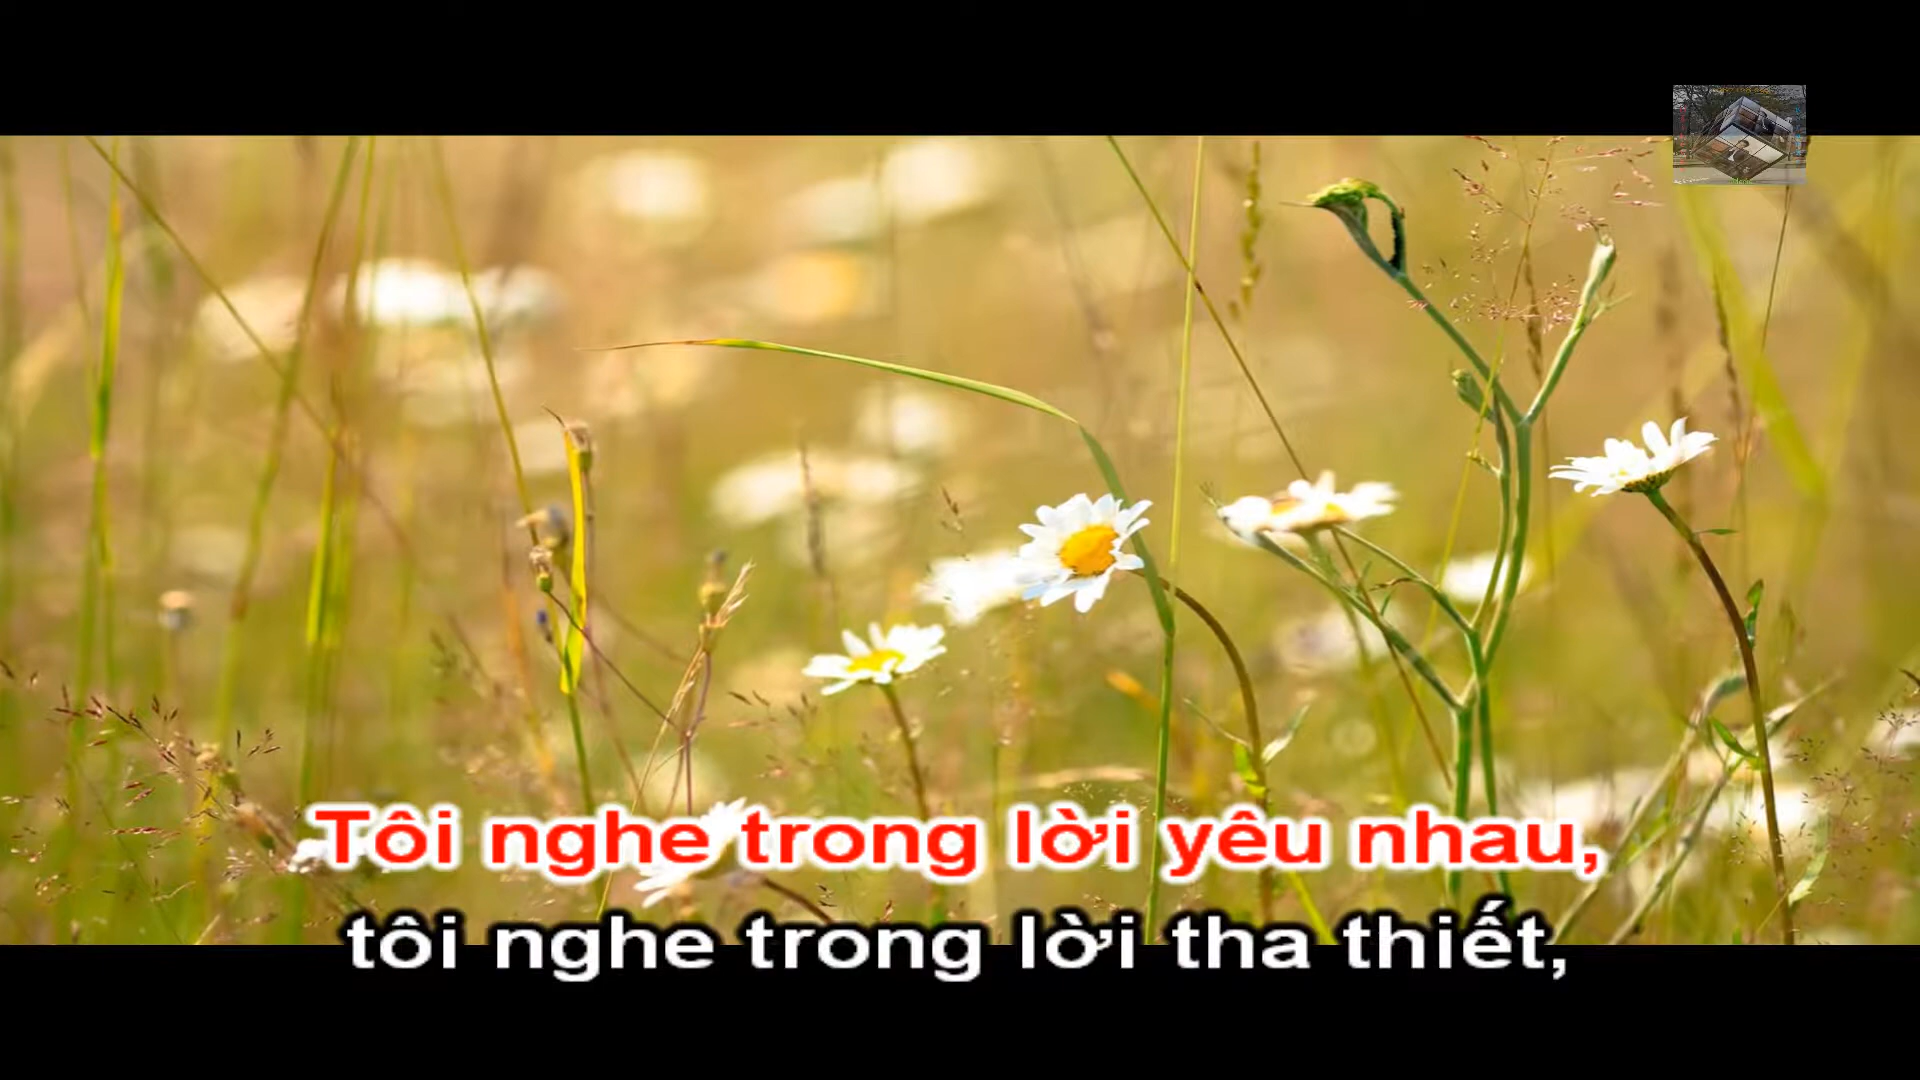 Tôi nghe trong lời yêu nhau,
tôi nghe trong lời tha thiết,